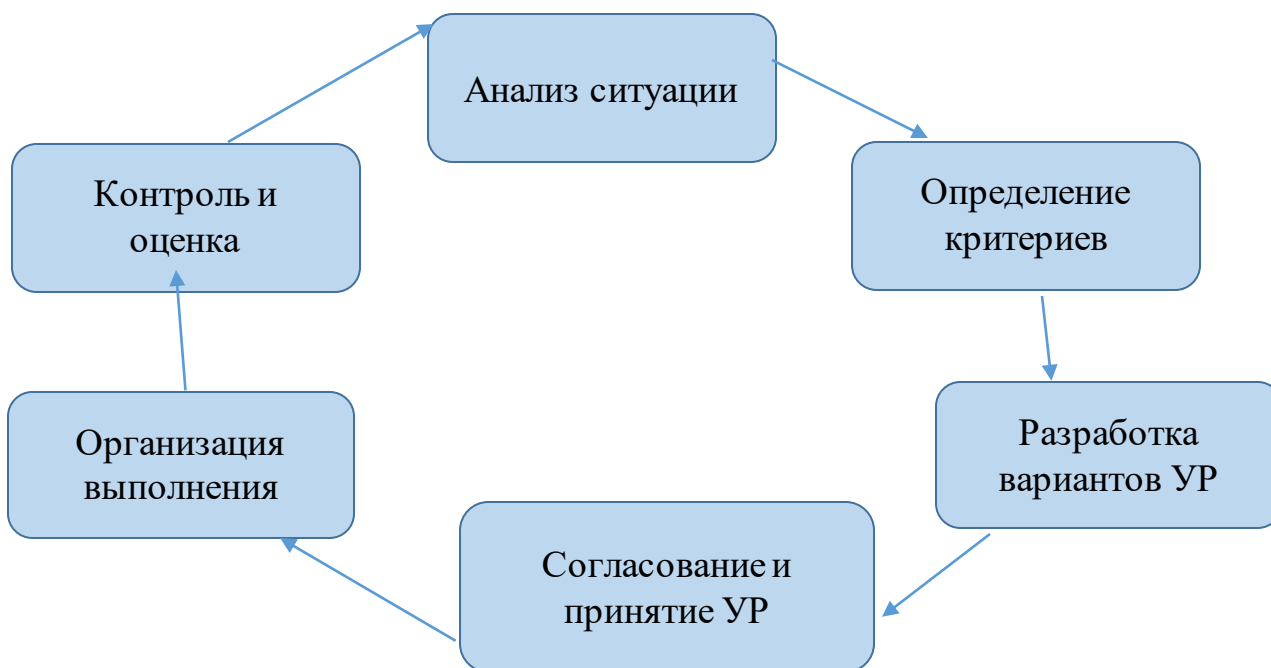 Анализ ситуации
Определение
критериев
Разработка
вариантов УР
Согласование и
принятие УР
Организация
выполнения
Контроль и
оценка